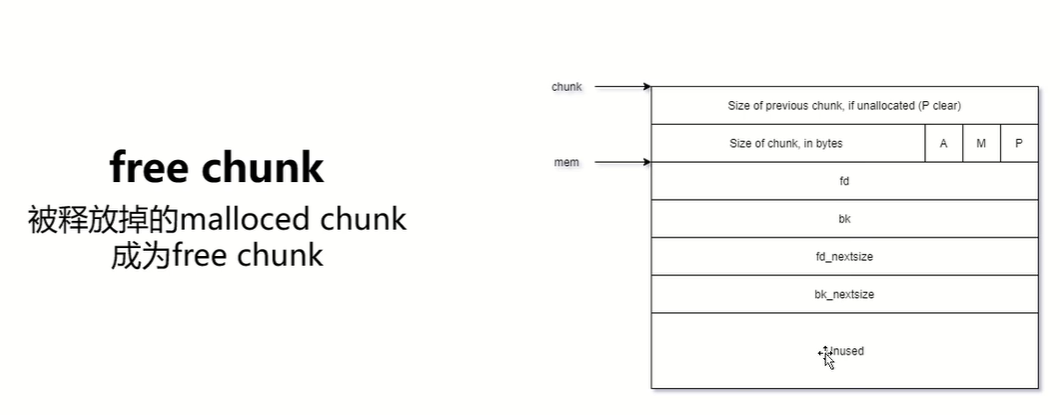 free chunk
被释放掉的malloced chunk
成为free chunk
chunk
Size of previous chunk, if unallocated (P clear)
Size of chunk, in bytes
A
M
P
mem
fd
bk
fd_nextsize
bk_nextsize
Unused